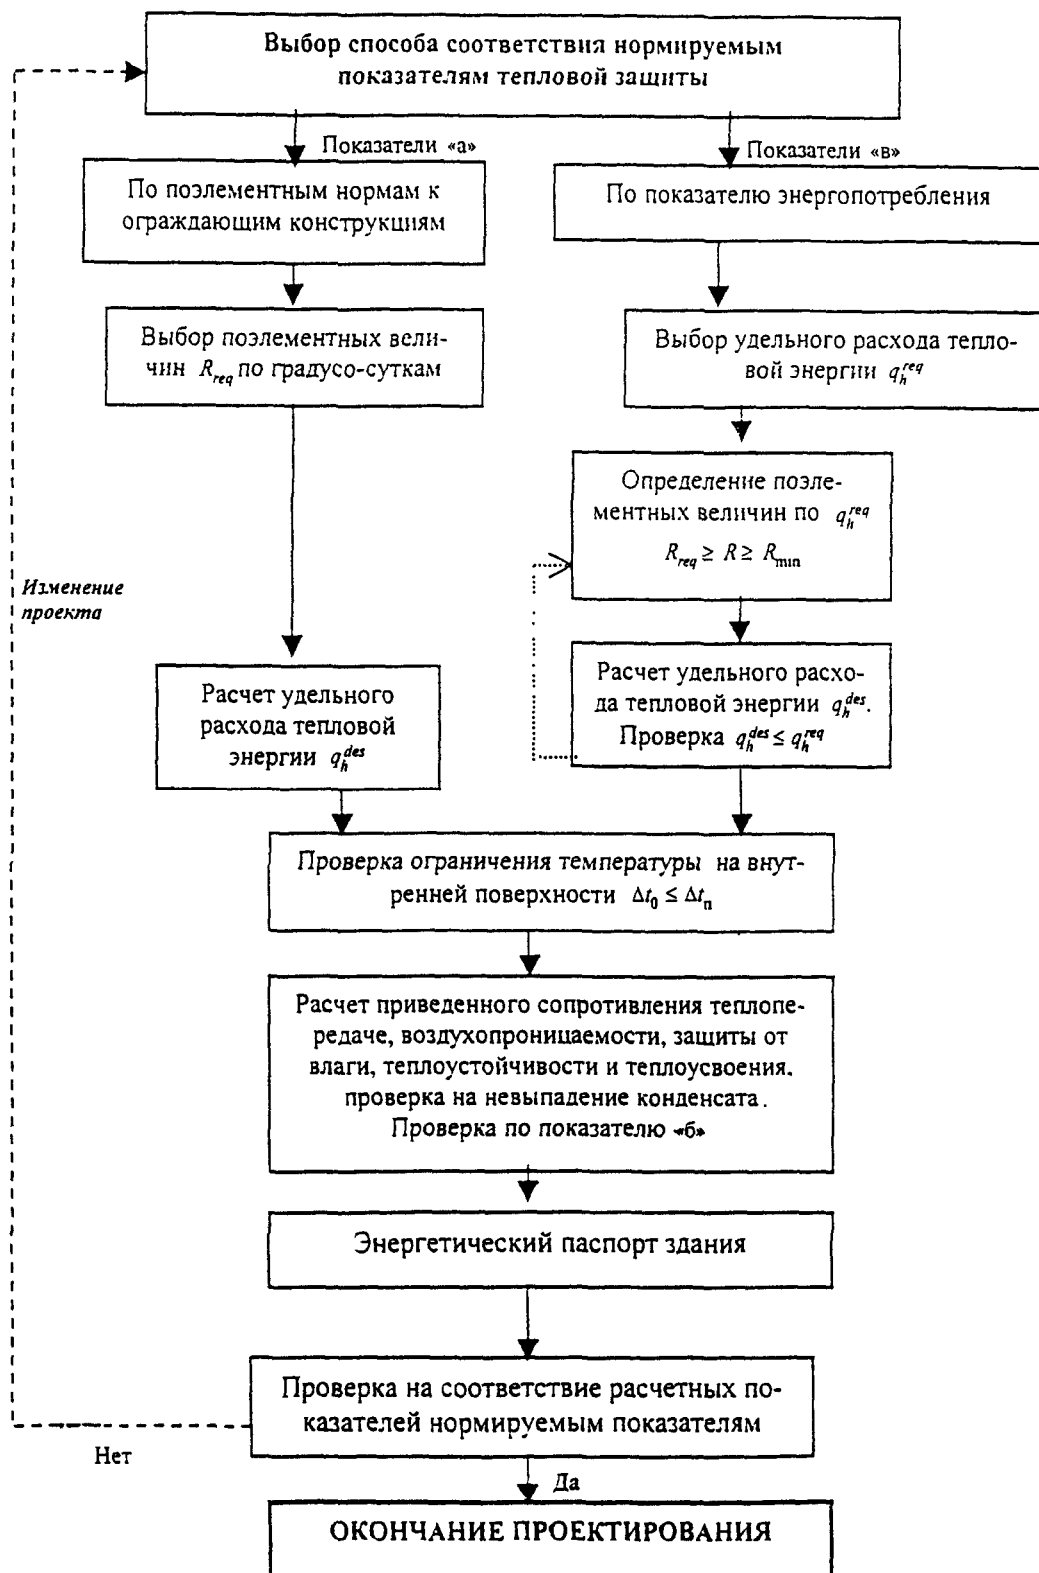 Выбор способа соответствия нормируемым
показателям тепловой защиты
Показатели «а»
Показатели «в»
По поэлементным нормам к
ограждающим конструкциям
По показателю энергопотребления
Выбор поэлементных вели-
чин R_req по градусо-суткам
Выбор удельного расхода тепло-
вой энергии q_h^req
Определение поэле-
ментных величин по q_h^req
R_req ≥ R ≥ R_min
Изменение
проекта
Расчет удельного
расхода тепловой
энергии q_h^des
Расчет удельного расхо-
да тепловой энергии q_h^des.
Проверка q_h^des ≤ q_h^req
Проверка ограничения температуры на внут-
ренней поверхности Δt_0 ≤ Δt_n
Расчет приведенного сопротивления теплопе-
редаче, воздухопроницаемости, защиты от
влаги, теплоустойчивости и теплоусвоения.
проверка на невыпадение конденсата.
Проверка по показателю «б»
Энергетический паспорт здания
Проверка на соответствие расчетных по-
казателей нормируемым показателям
Нет
Да
ОКОНЧАНИЕ ПРОЕКТИРОВАНИЯ